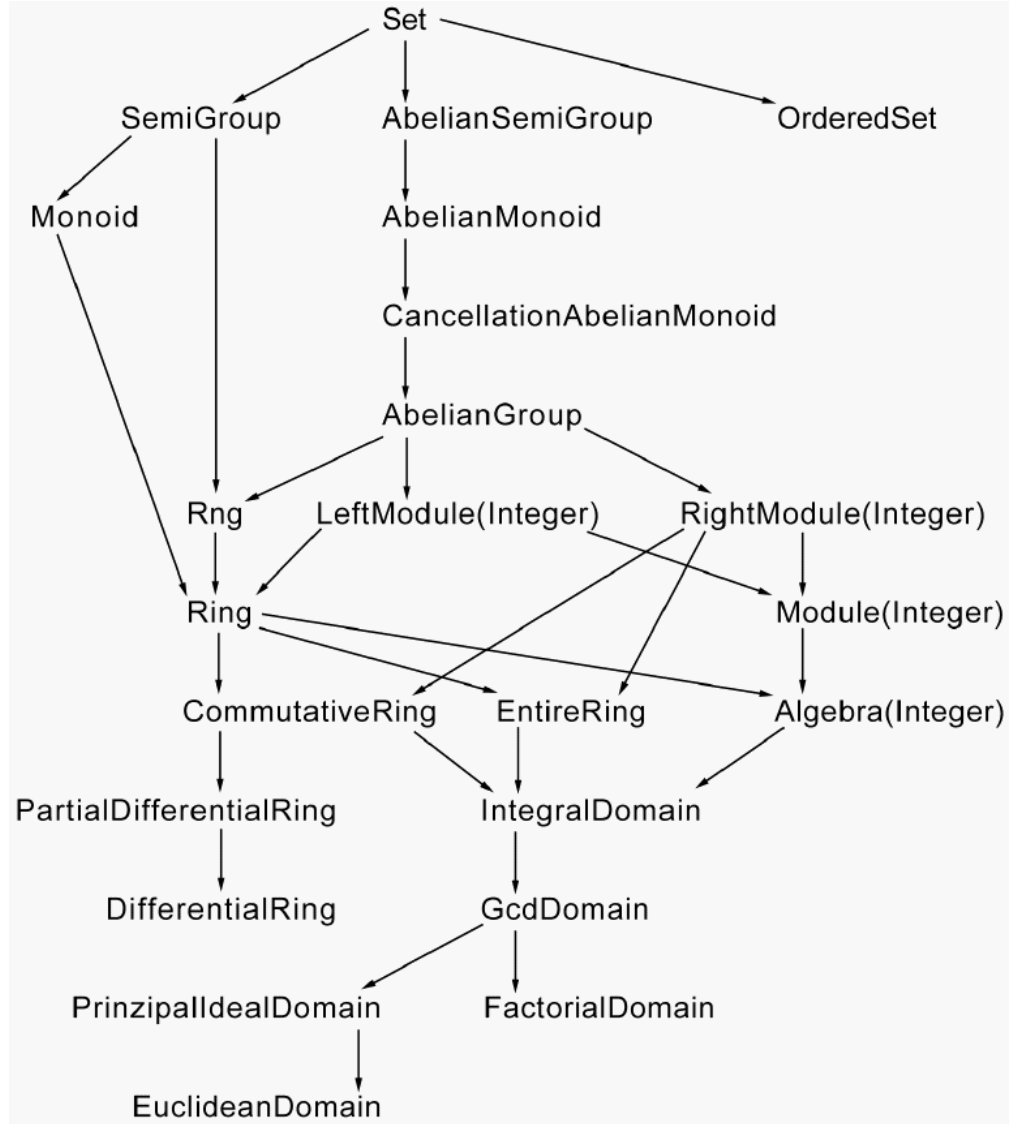 Set
SemiGroup AbelianSemiGroup OrderedSet
Monoid AbelianMonoid
CancellationAbelianMonoid
AbelianGroup
Rng LeftModule(Integer) RightModule(Integer)
Ring Module(Integer)
CommutativeRing EntireRing Algebra(Integer)
PartialDifferentialRing IntegralDomain
DifferentialRing GcdDomain
PrinzipalIdealDomain FactorialDomain
EuclideanDomain